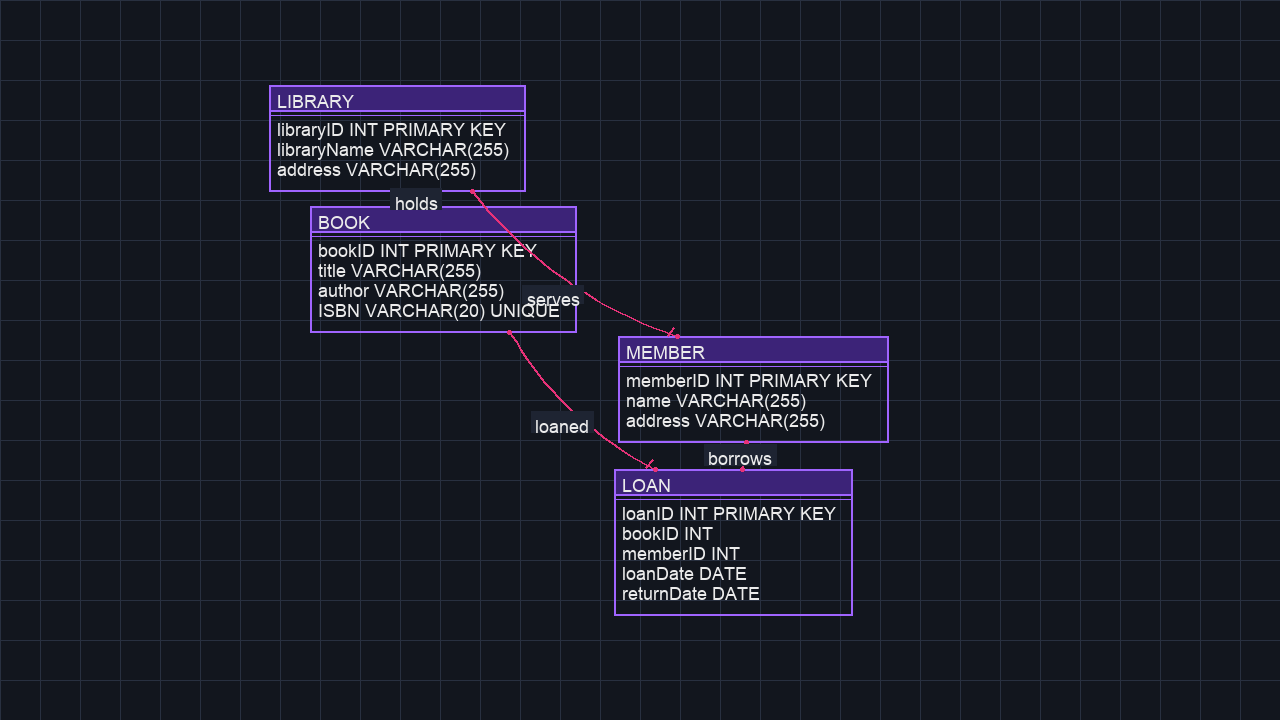 LIBRARY
libraryID INT PRIMARY KEY
libraryName VARCHAR(255)
address VARCHAR(255)
holds
BOOK
bookID INT PRIMARY KEY
title VARCHAR(255)
author VARCHAR(255)
ISBN VARCHAR(20) UNIQUE
serves
MEMBER
memberID INT PRIMARY KEY
name VARCHAR(255)
address VARCHAR(255)
loaned
borrows
LOAN
loanID INT PRIMARY KEY
bookID INT
memberID INT
loanDate DATE
returnDate DATE